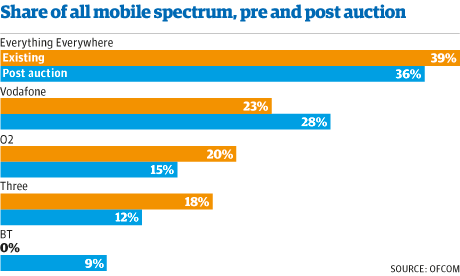 Share of all mobile spectrum, pre and post auction
Everything Everywhere
Existing 39%
Post auction 36%
Vodafone
23%
28%
O2
20%
15%
Three
18%
12%
BT
0%
9%
SOURCE: OFCOM